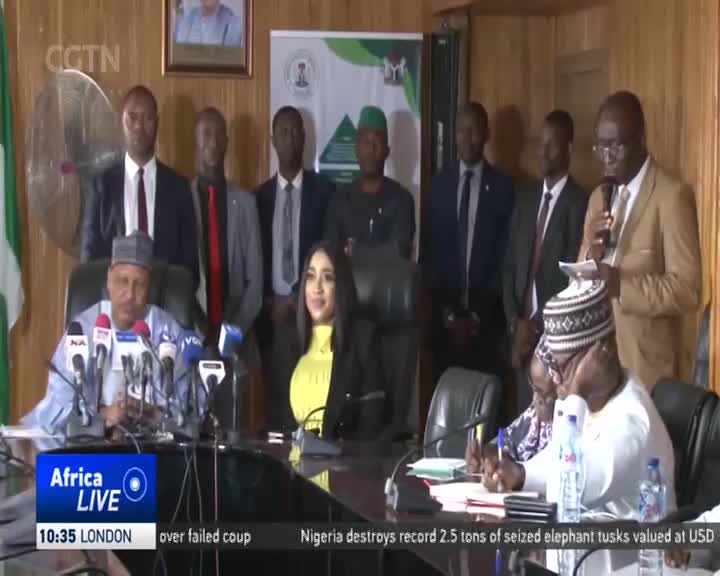 CGTN
Africa
LIVE
10:35 LONDON
over failed coup Nigeria destroys record 2.5 tons of seized elephant tusks valued at USD